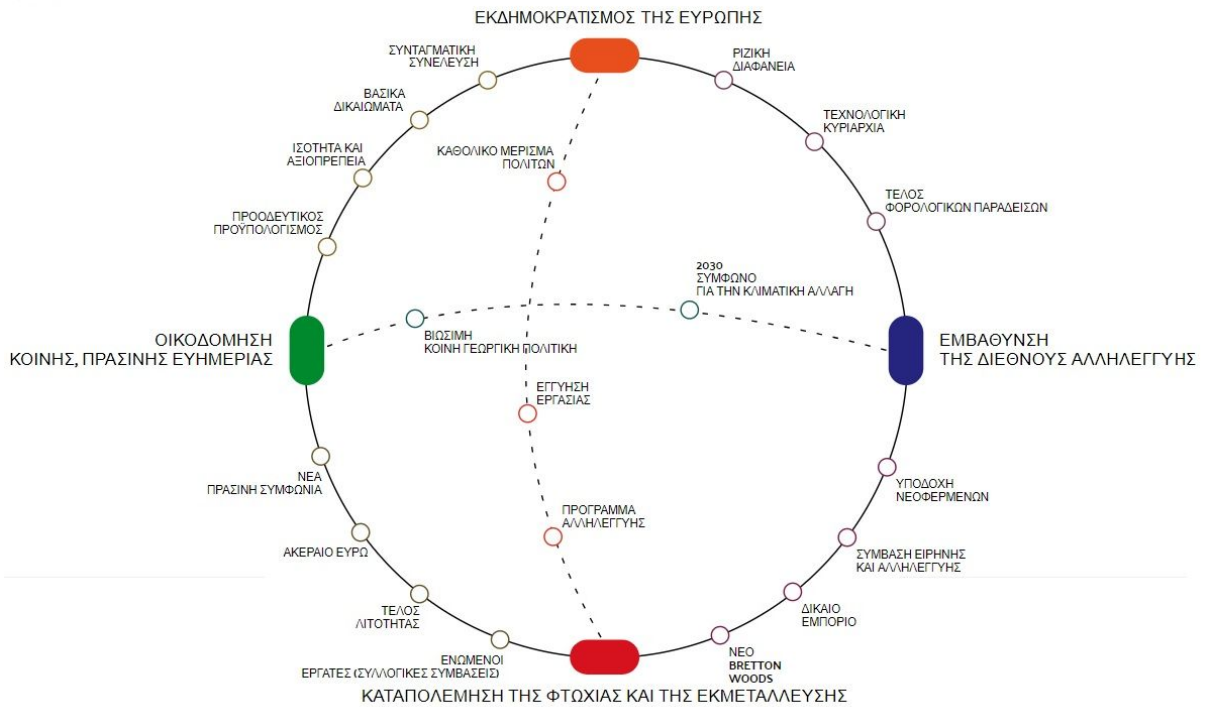 ΕΚΔΗΜΟΚΡΑΤΙΣΜΟΣ ΤΗΣ ΕΥΡΩΠΗΣ
ΣΥΝΤΑΓΜΑΤΙΚΗ
ΣΥΝΕΛΕΥΣΗ
ΡΙΖΙΚΗ
ΔΙΑΦΑΝΕΙΑ
ΒΑΣΙΚΑ
ΔΙΚΑΙΩΜΑΤΑ
ΤΕΧΝΟΛΟΓΙΚΗ
ΚΥΡΙΑΡΧΙΑ
ΙΣΟΤΗΤΑ ΚΑΙ
ΑΞΙΟΠΡΕΠΕΙΑ
ΚΑΘΟΛΙΚΟ ΜΕΡΙΣΜΑ
ΠΟΛΙΤΩΝ
ΤΕΛΟΣ
ΦΟΡΟΛΟΓΙΚΩΝ ΠΑΡΑΔΕΙΣΩΝ
ΠΡΟΟΔΕΥΤΙΚΟΣ
ΠΡΟΫΠΟΛΟΓΙΣΜΟΣ
2030
ΣΥΜΦΩΝΟ
ΓΙΑ ΤΗΝ ΚΛΙΜΑΤΙΚΗ ΑΛΛΑΓΗ
ΟΙΚΟΔΟΜΗΣΗ
ΚΟΙΝΗΣ, ΠΡΑΣΙΝΗΣ ΕΥΗΜΕΡΙΑΣ
ΒΙΩΣΙΜΗ
ΚΟΙΝΗ ΓΕΩΡΓΙΚΗ ΠΟΛΙΤΙΚΗ
ΕΜΒΑΘΥΝΣΗ
ΤΗΣ ΔΙΕΘΝΟΥΣ ΑΛΛΗΛΕΓΓΥΗΣ
ΕΓΓΥΗΣΗ
ΕΡΓΑΣΙΑΣ
ΝΕΑ
ΠΡΑΣΙΝΗ ΣΥΜΦΩΝΙΑ
ΥΠΟΔΟΧΗ
ΝΕΟΦΕΡΜΕΝΩΝ
ΠΡΟΓΡΑΜΜΑ
ΑΛΛΗΛΕΓΓΥΗΣ
ΑΚΕΡΑΙΟ ΕΥΡΩ
ΣΥΜΒΑΣΗ ΕΙΡΗΝΗΣ
ΚΑΙ ΑΛΛΗΛΕΓΓΥΗΣ
ΤΕΛΟΣ
ΛΙΤΟΤΗΤΑΣ
ΔΙΚΑΙΟ
ΕΜΠΟΡΙΟ
ΕΝΩΜΕΝΟΙ
ΕΡΓΑΤΕΣ (ΣΥΛΛΟΓΙΚΕΣ ΣΥΜΒΑΣΕΙΣ)
ΝΕΟ
BRETTON
WOODS
ΚΑΤΑΠΟΛΕΜΗΣΗ ΤΗΣ ΦΤΩΧΙΑΣ ΚΑΙ ΤΗΣ ΕΚΜΕΤΑΛΛΕΥΣΗΣ